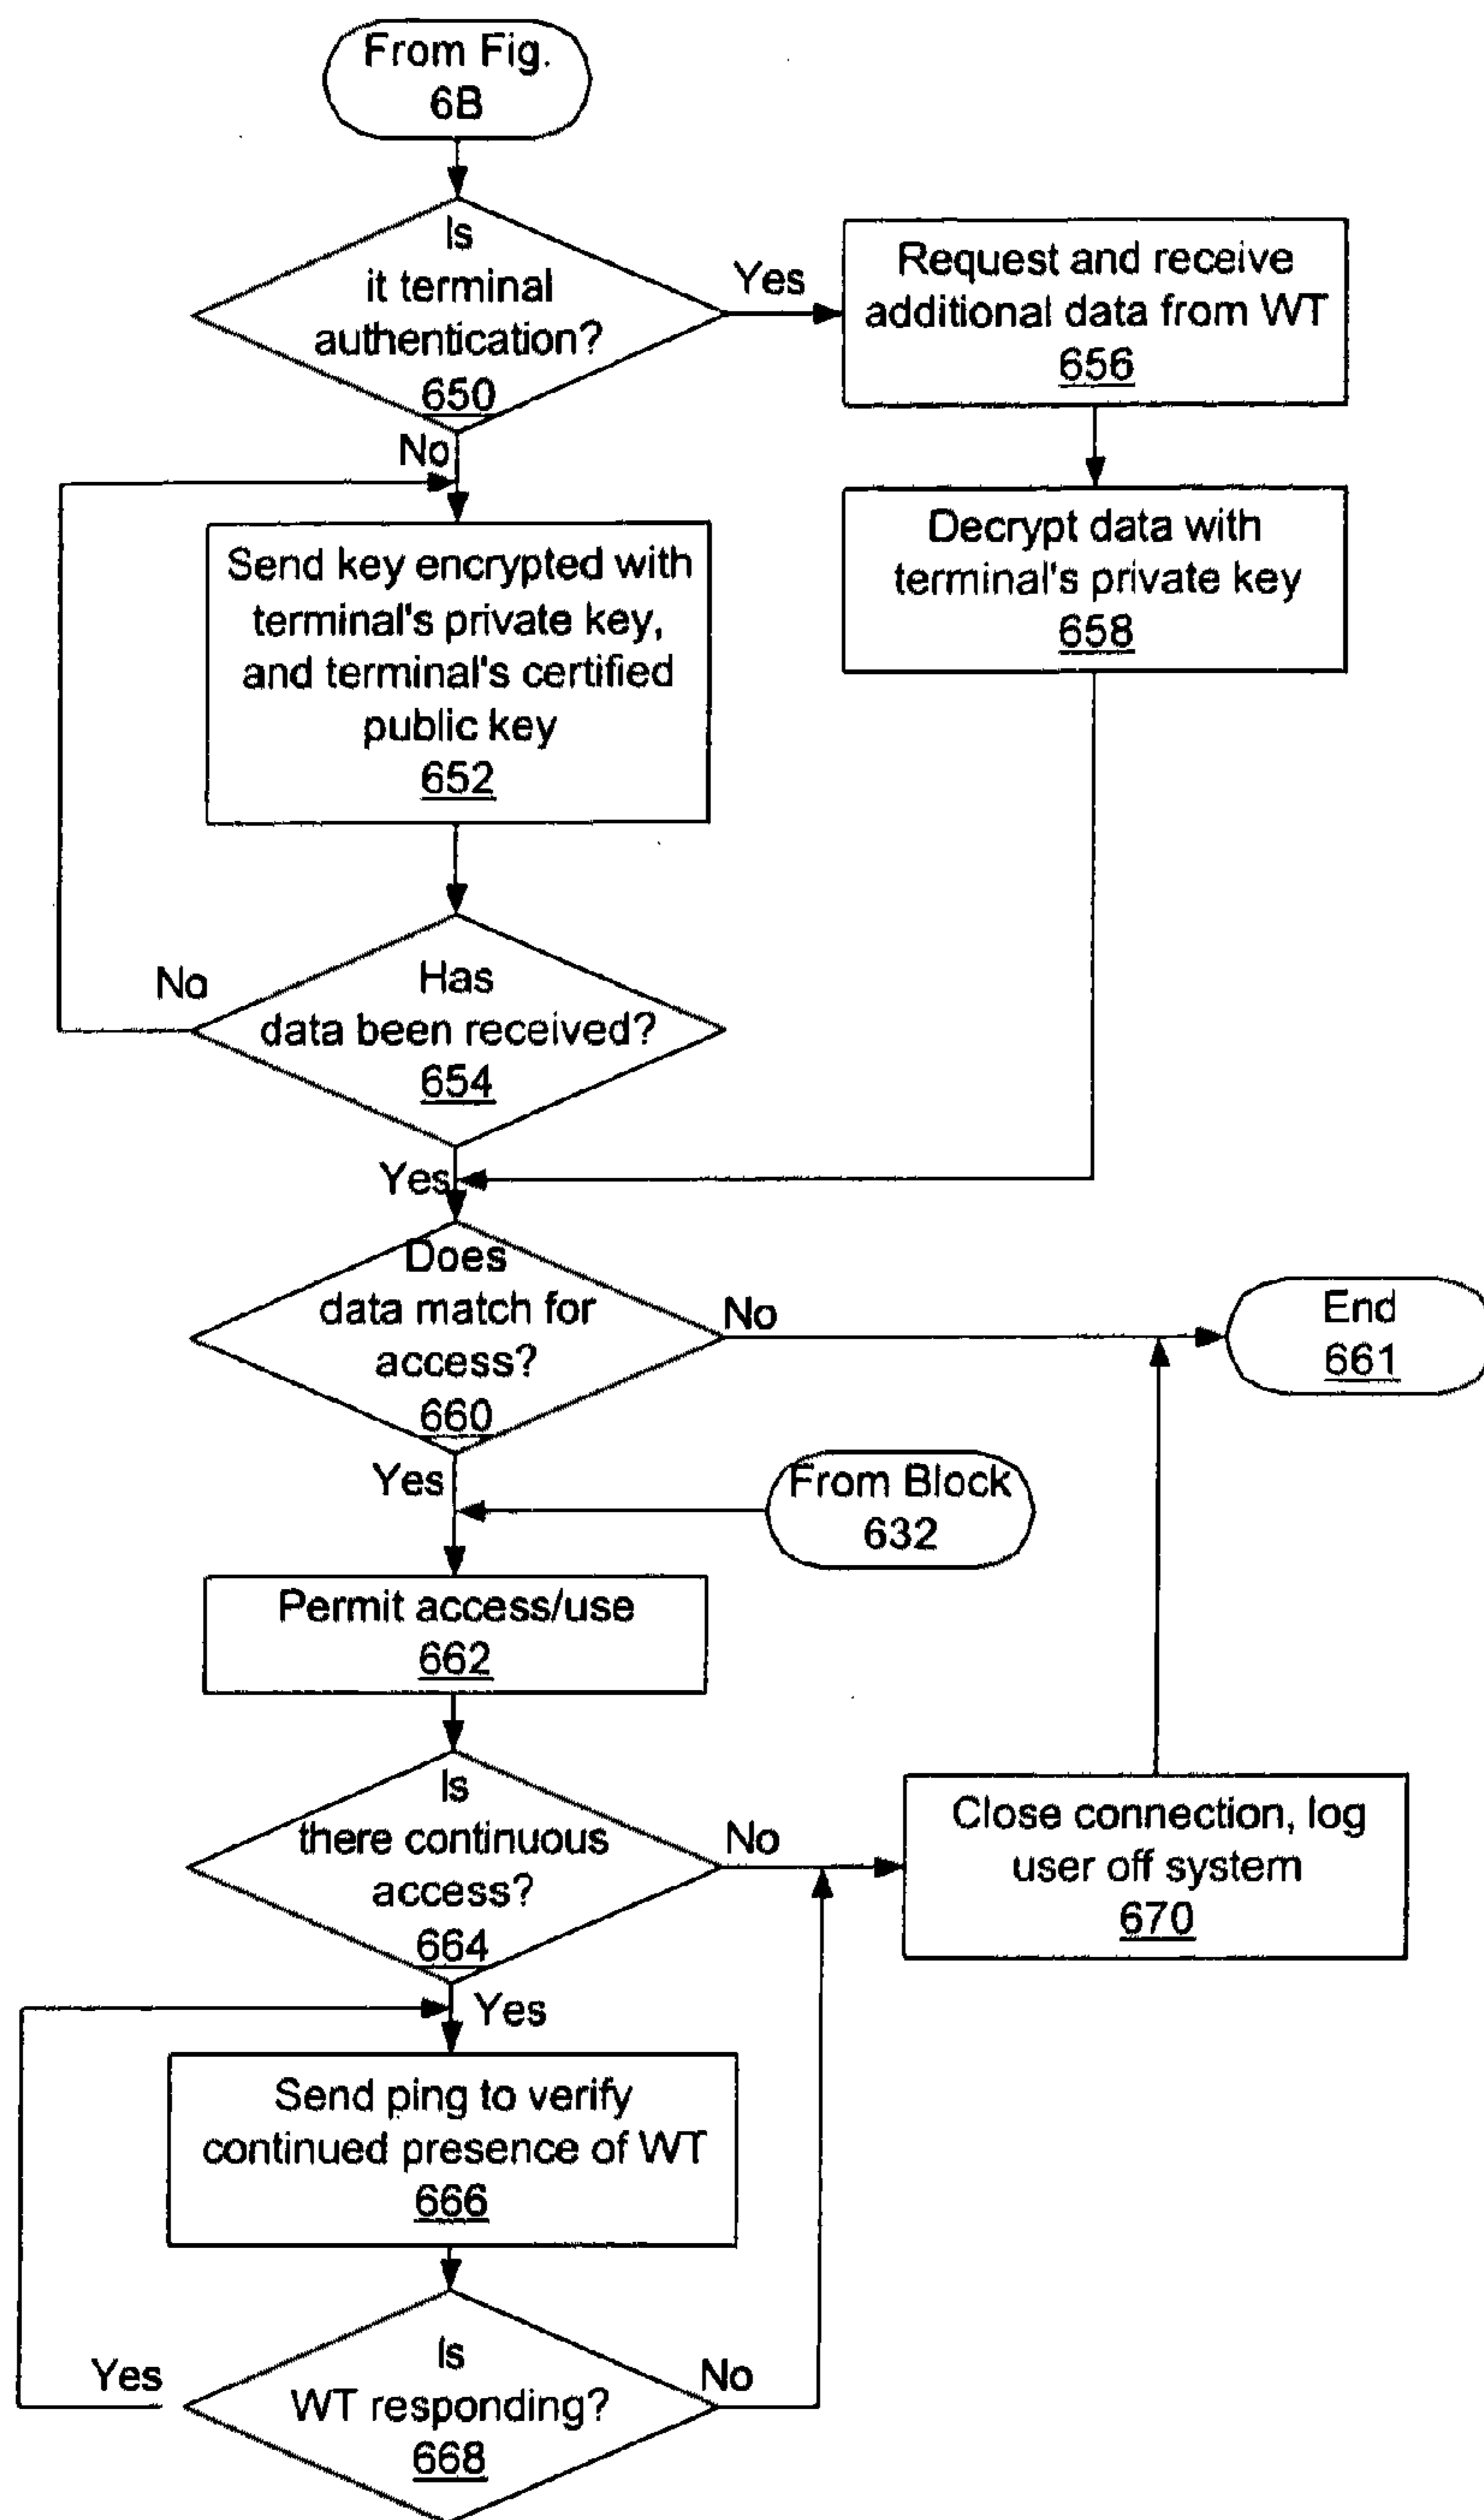 From Fig.
6B
Is
it terminal
authentication?
650
Yes
Request and receive
additional data from WT
656
No
Decrypt data with
terminal's private key
658
Send key encrypted with
terminal's private key,
and terminal's certified
public key
652
No
Has
data been received?
654
Yes
Does
data match for
access?
660
No
End
661
Yes
From Block
632
Permit access/use
662
Is
there continuous
access?
664
No
Close connection, log
user off system
670
Yes
Send ping to verify
continued presence of WT
666
Is
WT responding?
668
Yes
No